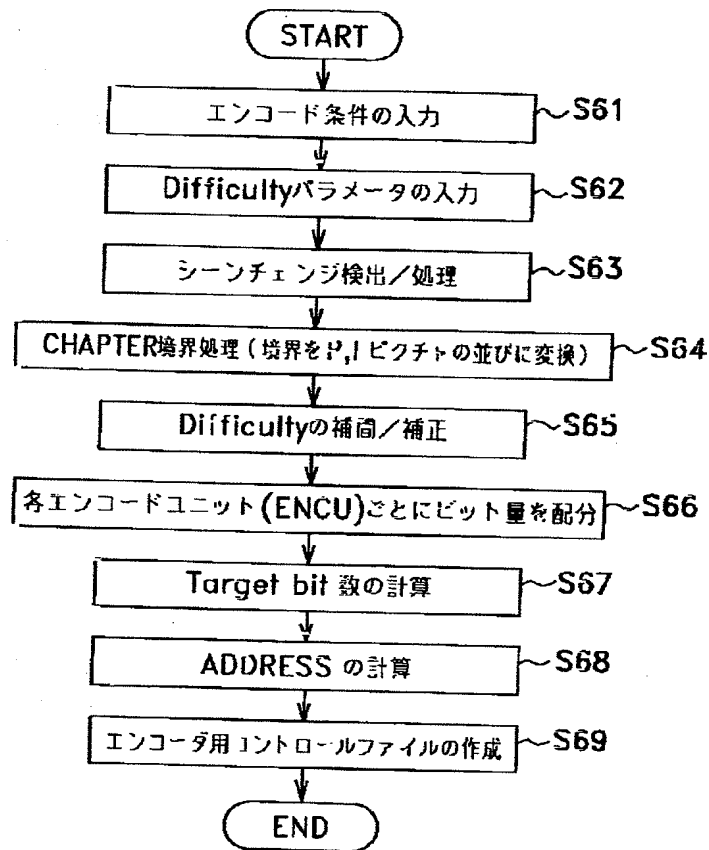 START
エンコード条件の入力 S61
Difficultyパラメータの入力 S62
シーンチェンジ検出/処理 S63
CHAPTER境界処理(境界をP,Iピクチャの並びに変換) S64
Difficultyの補間/補正 S65
各エンコードユニット(ENCU)ごとにビット量を配分 S66
Target bit 数の計算 S67
ADDRESS の計算 S68
エンコーダ用コントロールファイルの作成 S69
END